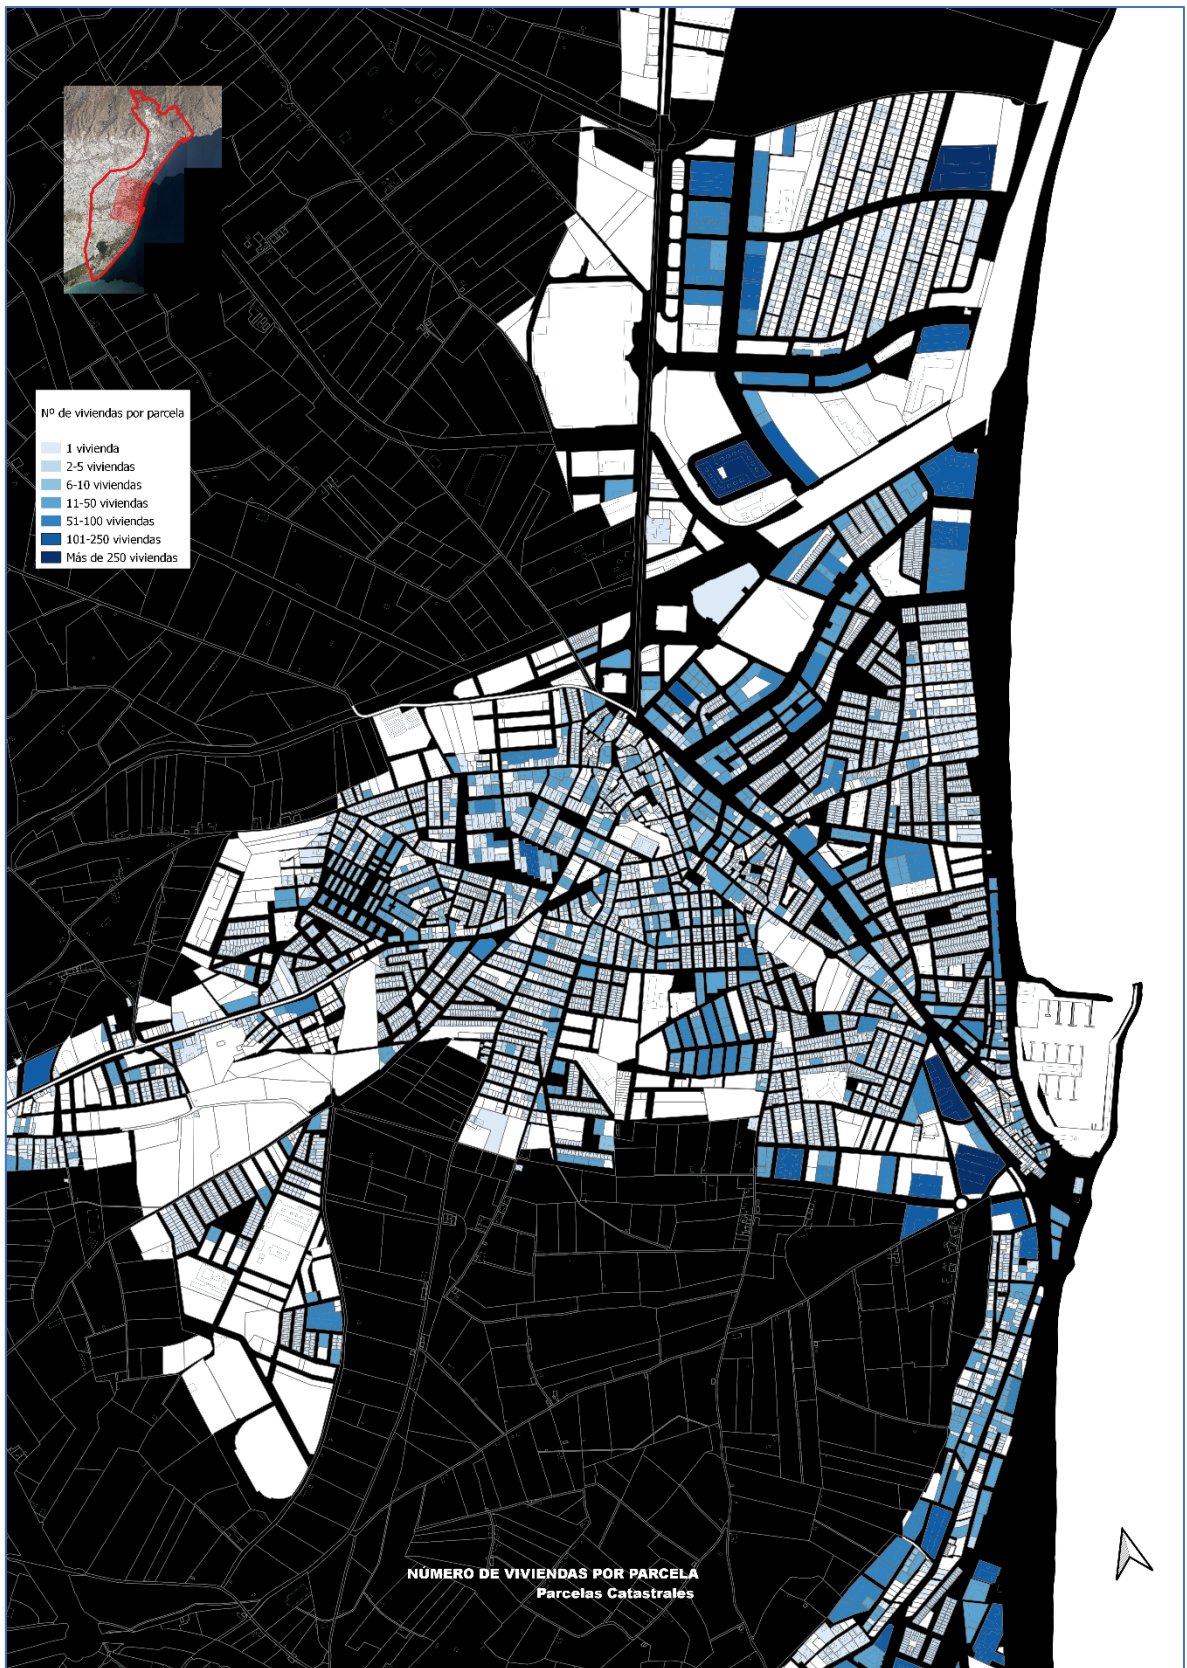 Nº de viviendas por parcela
1 vivienda
2-5 viviendas
6-10 viviendas
11-50 viviendas
51-100 viviendas
101-250 viviendas
Más de 250 viviendas
NÚMERO DE VIVIENDAS POR PARCELA
Parcelas Catastrales